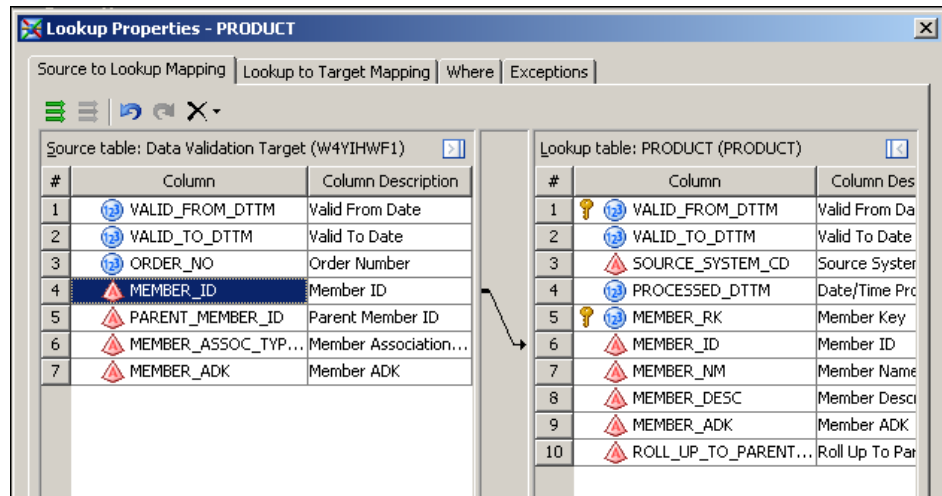 Lookup Properties - PRODUCT
Source to Lookup Mapping Lookup to Target Mapping Where Exceptions
Source table: Data Validation Target (W4YIHWF1) Lookup table: PRODUCT (PRODUCT)
# Column Column Description # Column Column Des
1 VALID_FROM_DTTM Valid From Date 1 VALID_FROM_DTTM Valid From Da
2 VALID_TO_DTTM Valid To Date 2 VALID_TO_DTTM Valid To Date
3 ORDER_NO Order Number 3 SOURCE_SYSTEM_CD Source System
4 MEMBER_ID Member ID 4 PROCESSED_DTTM Date/Time Pro
5 PARENT_MEMBER_ID Parent Member ID 5 MEMBER_RK Member Key
6 MEMBER_ASSOC_TYP... Member Association... 6 MEMBER_ID Member ID
7 MEMBER_ADK Member ADK 7 MEMBER_NM Member Name
8 MEMBER_DESC Member Descr
9 MEMBER_ADK Member ADK
10 ROLL_UP_TO_PARENT... Roll Up To Par